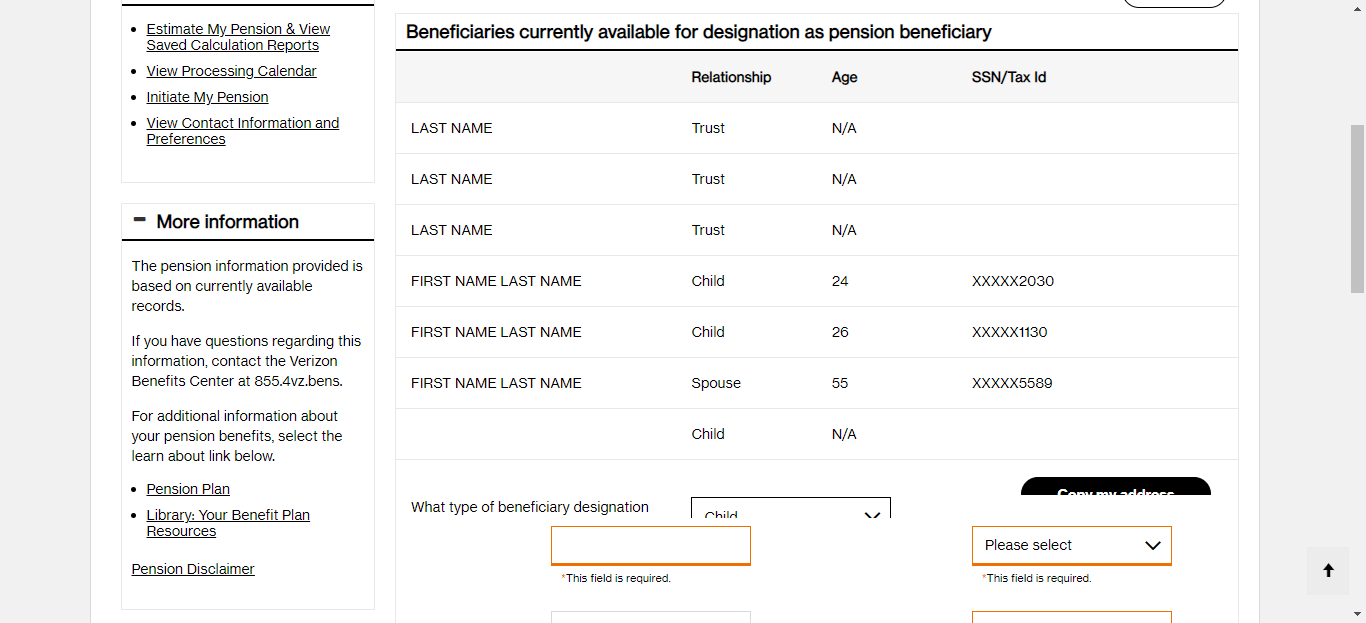 Estimate My Pension & View
Saved Calculation Reports
View Processing Calendar
Initiate My Pension
View Contact Information and
Preferences
More information
The pension information provided is
based on currently available
records.
If you have questions regarding this
information, contact the Verizon
Benefits Center at 855.4vz.bens.
For additional information about
your pension benefits, select the
learn about link below.
Pension Plan
Library: Your Benefit Plan
Resources
Pension Disclaimer
Beneficiaries currently available for designation as pension beneficiary
Relationship Age SSN/Tax Id
LAST NAME Trust N/A
LAST NAME Trust N/A
LAST NAME Trust N/A
FIRST NAME LAST NAME Child 24 XXXXX2030
FIRST NAME LAST NAME Child 26 XXXXX1130
FIRST NAME LAST NAME Spouse 55 XXXXX5589
Child N/A
Copy my address
What type of beneficiary designation Child
Please select
*This field is required. *This field is required.